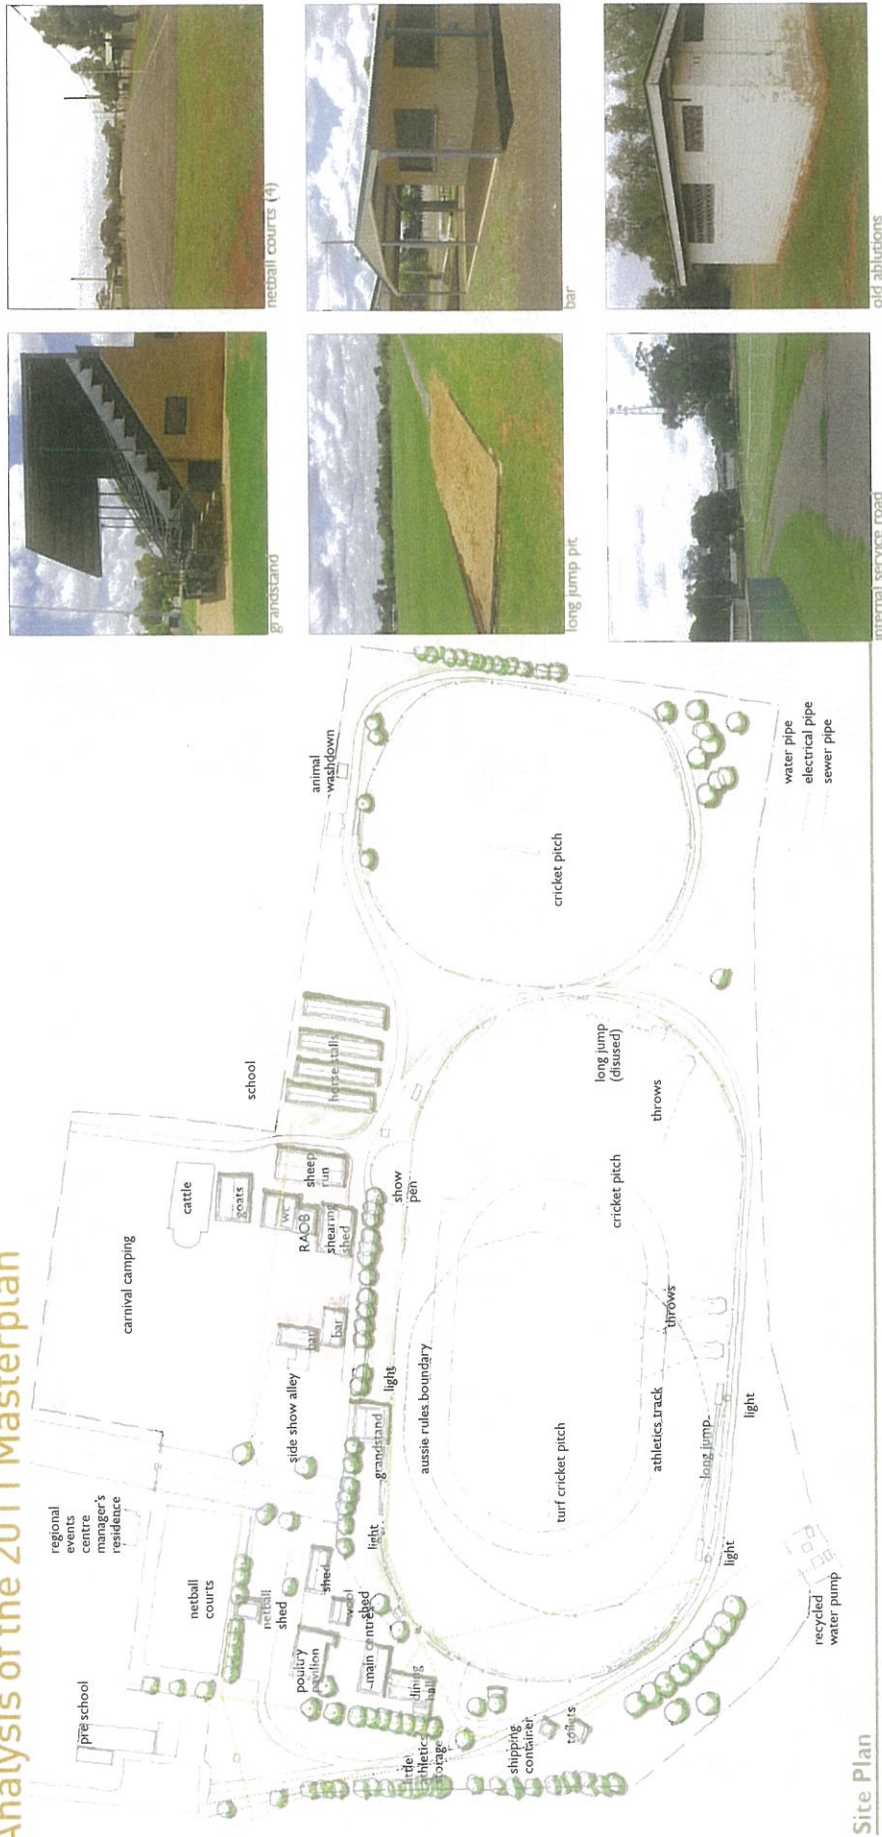 Analysis of the 2011 Masterplan
pre school
regional
events
centre
manager's
residence
netball
courts
netball
shed
poultry
pavilion
main centre
dining
hall
little
athletics
storage
shipping
container
toilets
shed
wool
shed
light
grandstand
light
side show alley
bar
bar
carnival camping
cattle
goats
wc
RAOB
shearing
shed
sheep
run
show
pen
school
horse stalls
animal
washdown
aussie rules boundary
turf cricket pitch
athletics track
long jump
throws
cricket pitch
throws
long jump
(disused)
cricket pitch
light
light
recycled
water pump
water pipe
electrical pipe
sewer pipe
Site Plan
grandstand
netball courts (4)
long jump pit
bar
internal service road
old ablutions